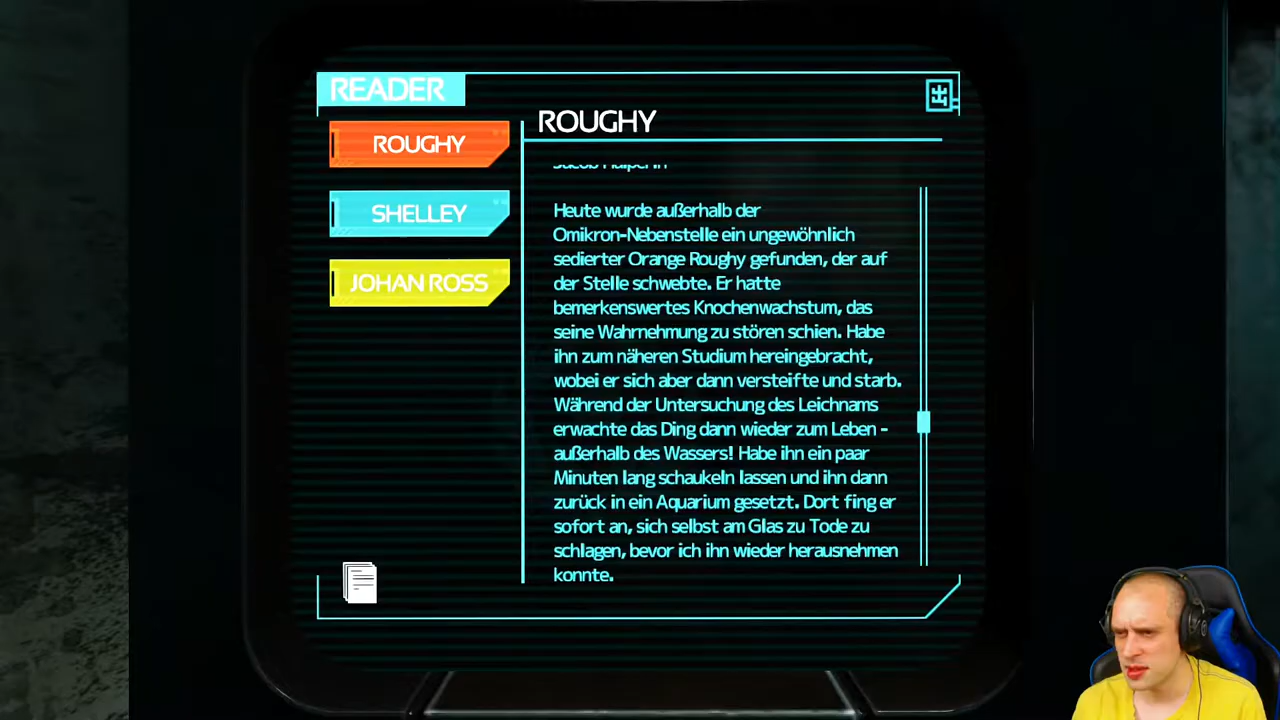 READER
ROUGHY
SHELLEY
JOHAN ROSS
ROUGHY
Heute wurde außerhalb der
Omikron-Nebenstelle ein ungewöhnlich
sedierter Orange Roughy gefunden, der auf
der Stelle schwebte. Er hatte
bemerkenswertes Knochenwachstum, das
seine Wahrnehmung zu stören schien. Habe
ihn zum näheren Studium hereingebracht,
wobei er sich aber dann versteifte und starb.
Während der Untersuchung des Leichnams
erwachte das Ding dann wieder zum Leben -
außerhalb des Wassers! Habe ihn ein paar
Minuten lang schaukeln lassen und ihn dann
zurück in ein Aquarium gesetzt. Dort fing er
sofort an, sich selbst am Glas zu Tode zu
schlagen, bevor ich ihn wieder herausnehmen
konnte.